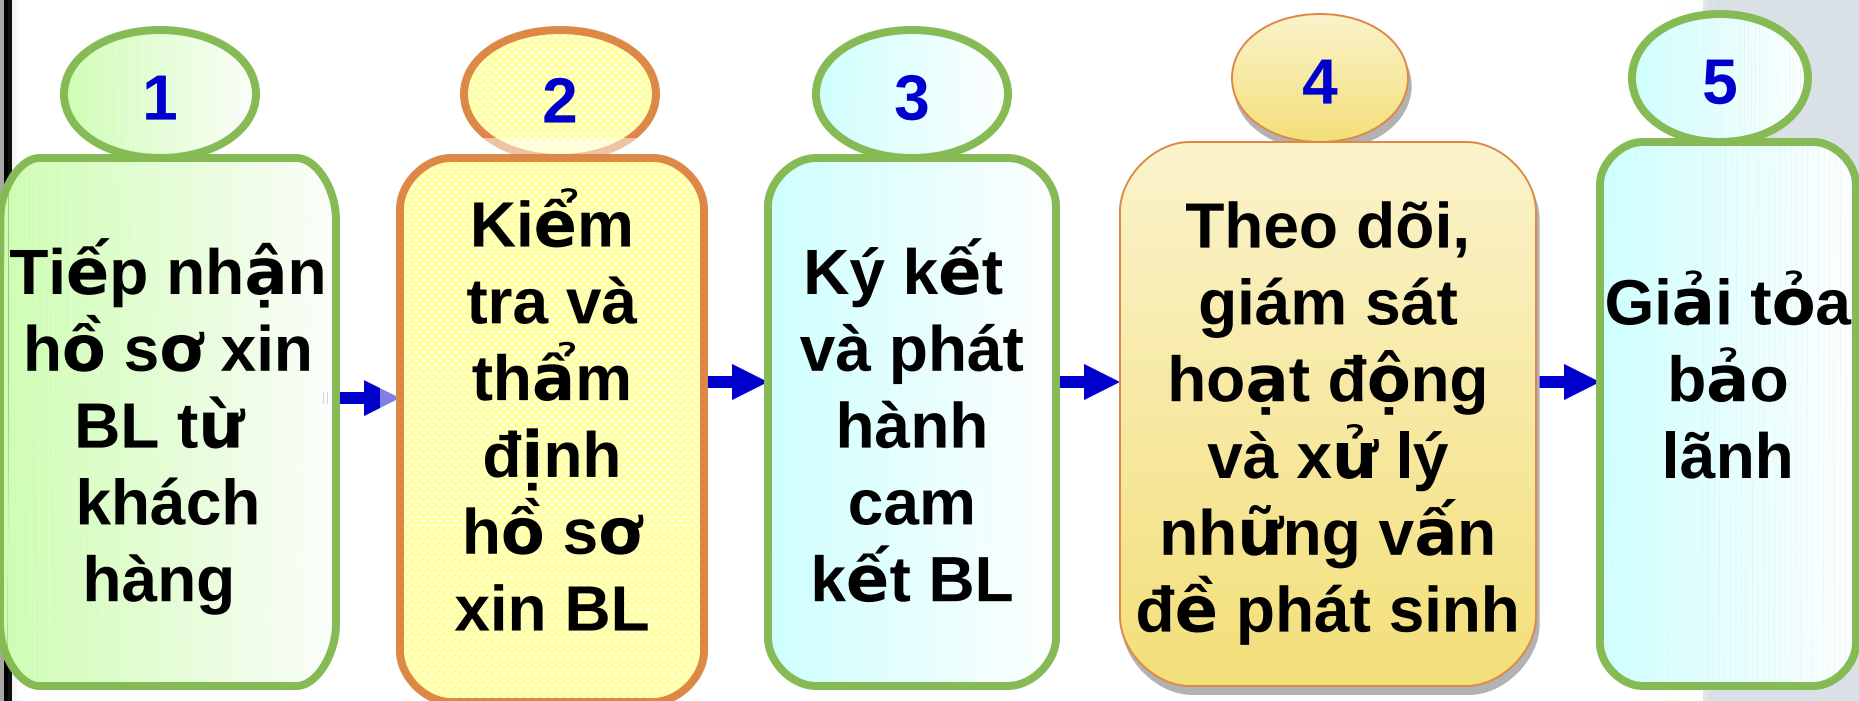 1
Tiếp nhận
hồ sơ xin
BL từ
khách
hàng
2
Kiểm
tra và
thẩm
định
hồ sơ
xin BL
3
Ký kết
và phát
hành
cam
kết BL
4
Theo dõi,
giám sát
hoạt động
và xử lý
những vấn
đề phát sinh
5
Giải tỏa
bảo
lãnh